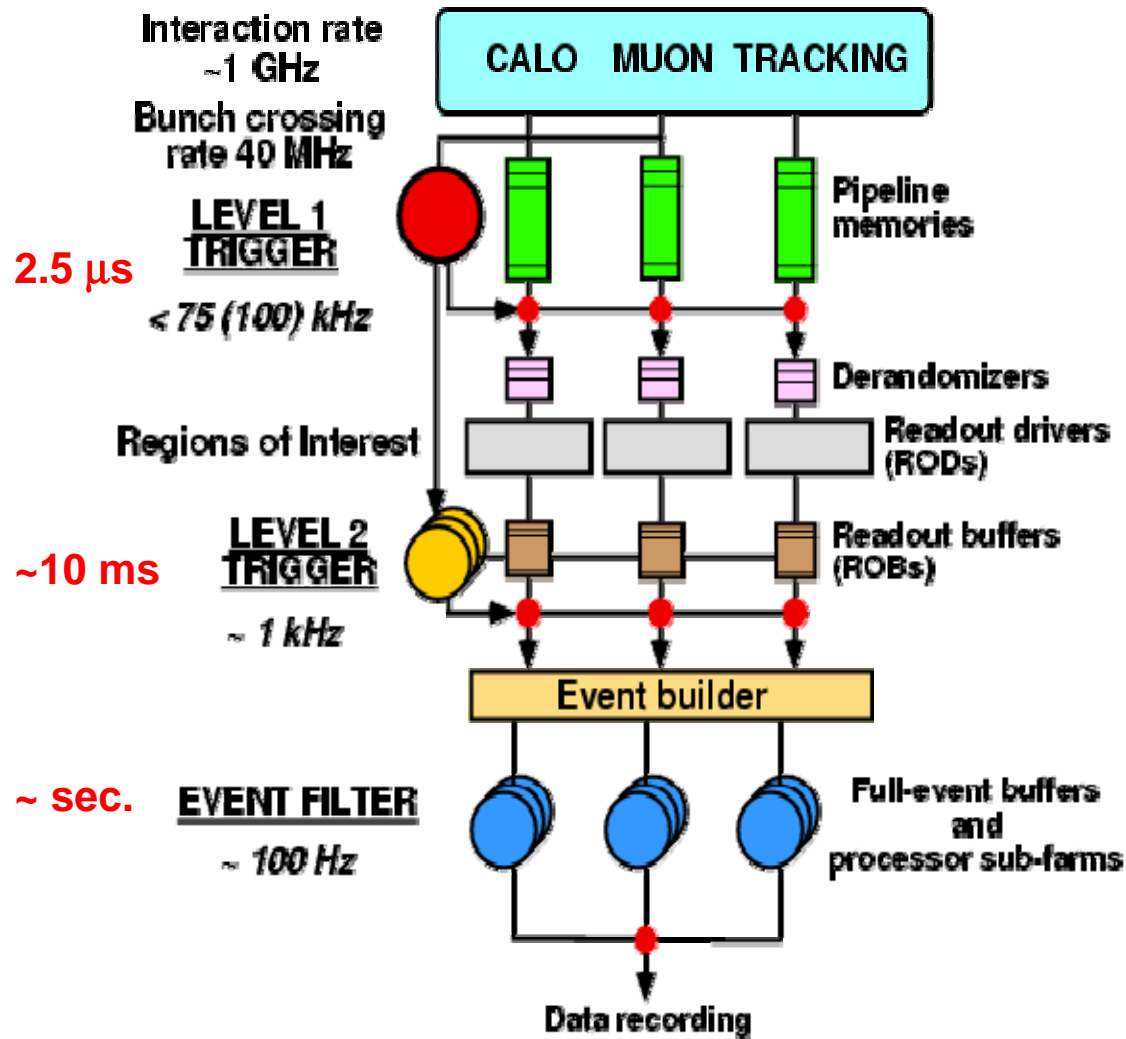 Interaction rate
~1 GHz
CALO MUON TRACKING
Bunch crossing
rate 40 MHz
Pipeline
memories
LEVEL 1
TRIGGER
2.5 μs
< 75 (100) kHz
Derandomizers
Regions of Interest
Readout drivers
(RODs)
LEVEL 2
TRIGGER
~10 ms
Readout buffers
(ROBs)
~ 1 kHz
Event builder
~ sec.
EVENT FILTER
~ 100 Hz
Full-event buffers
and
processor sub-farms
Data recording